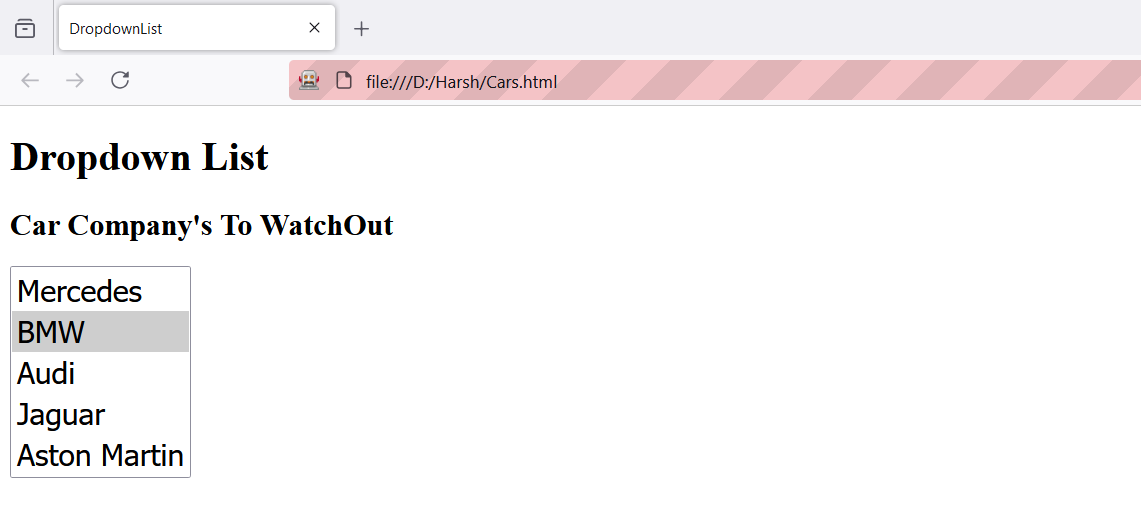 DropdownList
file:///D:/Harsh/Cars.html
Dropdown List
Car Company's To WatchOut
Mercedes
BMW
Audi
Jaguar
Aston Martin